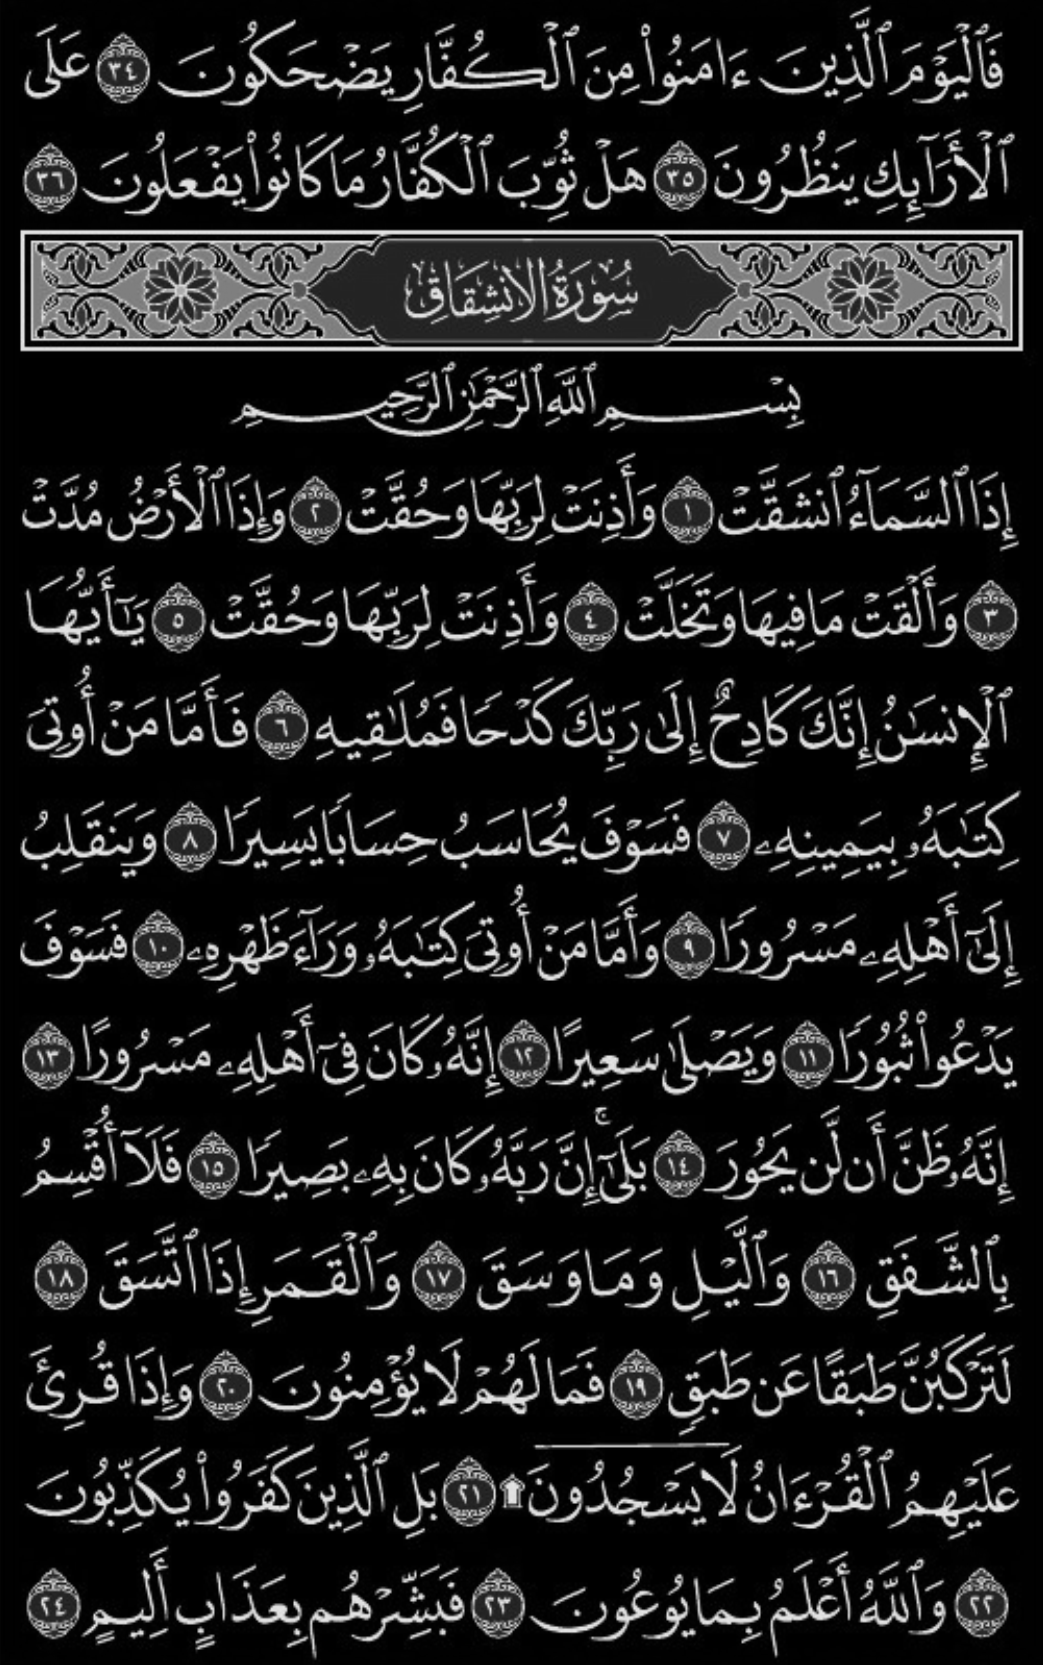 فَٱلۡيَوۡمَ ٱلَّذِينَ ءَامَنُواْ مِنَ ٱلۡكُفَّارِ يَضۡحَكُونَ ٣٤ عَلَى
ٱلۡأَرَآئِكِ يَنظُرُونَ ٣٥ هَلۡ ثُوِّبَ ٱلۡكُفَّارُ مَا كَانُواْ يَفۡعَلُونَ ٣٦
سُورَةُ الانشِقَاقِ
بِسۡمِ ٱللَّهِ ٱلرَّحۡمَٰنِ ٱلرَّحِيمِ
إِذَا ٱلسَّمَآءُ ٱنشَقَّتۡ ١ وَأَذِنَتۡ لِرَبِّهَا وَحُقَّتۡ ٢ وَإِذَا ٱلۡأَرۡضُ مُدَّتۡ
٣ وَأَلۡقَتۡ مَا فِيهَا وَتَخَلَّتۡ ٤ وَأَذِنَتۡ لِرَبِّهَا وَحُقَّتۡ ٥ يَٰٓأَيُّهَا
ٱلۡإِنسَٰنُ إِنَّكَ كَادِحٌ إِلَىٰ رَبِّكَ كَدۡحٗا فَمُلَٰقِيهِ ٦ فَأَمَّا مَنۡ أُوتِيَ
كِتَٰبَهُۥ بِيَمِينِهِۦ ٧ فَسَوۡفَ يُحَاسَبُ حِسَابٗا يَسِيرٗا ٨ وَيَنقَلِبُ
إِلَىٰٓ أَهۡلِهِۦ مَسۡرُورٗا ٩ وَأَمَّا مَنۡ أُوتِيَ كِتَٰبَهُۥ وَرَآءَ ظَهۡرِهِۦ ١٠ فَسَوۡفَ
يَدۡعُواْ ثُبُورٗا ١١ وَيَصۡلَىٰ سَعِيرًا ١٢ إِنَّهُۥ كَانَ فِيٓ أَهۡلِهِۦ مَسۡرُورًا ١٣
إِنَّهُۥ ظَنَّ أَن لَّن يَحُورَ ١٤ بَلَىٰٓۚ إِنَّ رَبَّهُۥ كَانَ بِهِۦ بَصِيرٗا ١٥ فَلَآ أُقۡسِمُ
بِٱلشَّفَقِ ١٦ وَٱلَّيۡلِ وَمَا وَسَقَ ١٧ وَٱلۡقَمَرِ إِذَا ٱتَّسَقَ ١٨
لَتَرۡكَبُنَّ طَبَقًا عَن طَبَقٖ ١٩ فَمَا لَهُمۡ لَا يُؤۡمِنُونَ ٢٠ وَإِذَا قُرِئَ
عَلَيۡهِمُ ٱلۡقُرۡءَانُ لَا يَسۡجُدُونَ۩ ٢١ بَلِ ٱلَّذِينَ كَفَرُواْ يُكَذِّبُونَ
٢٢ وَٱللَّهُ أَعۡلَمُ بِمَا يُوعُونَ ٢٣ فَبَشِّرۡهُم بِعَذَابٍ أَلِيمٍ ٢٤